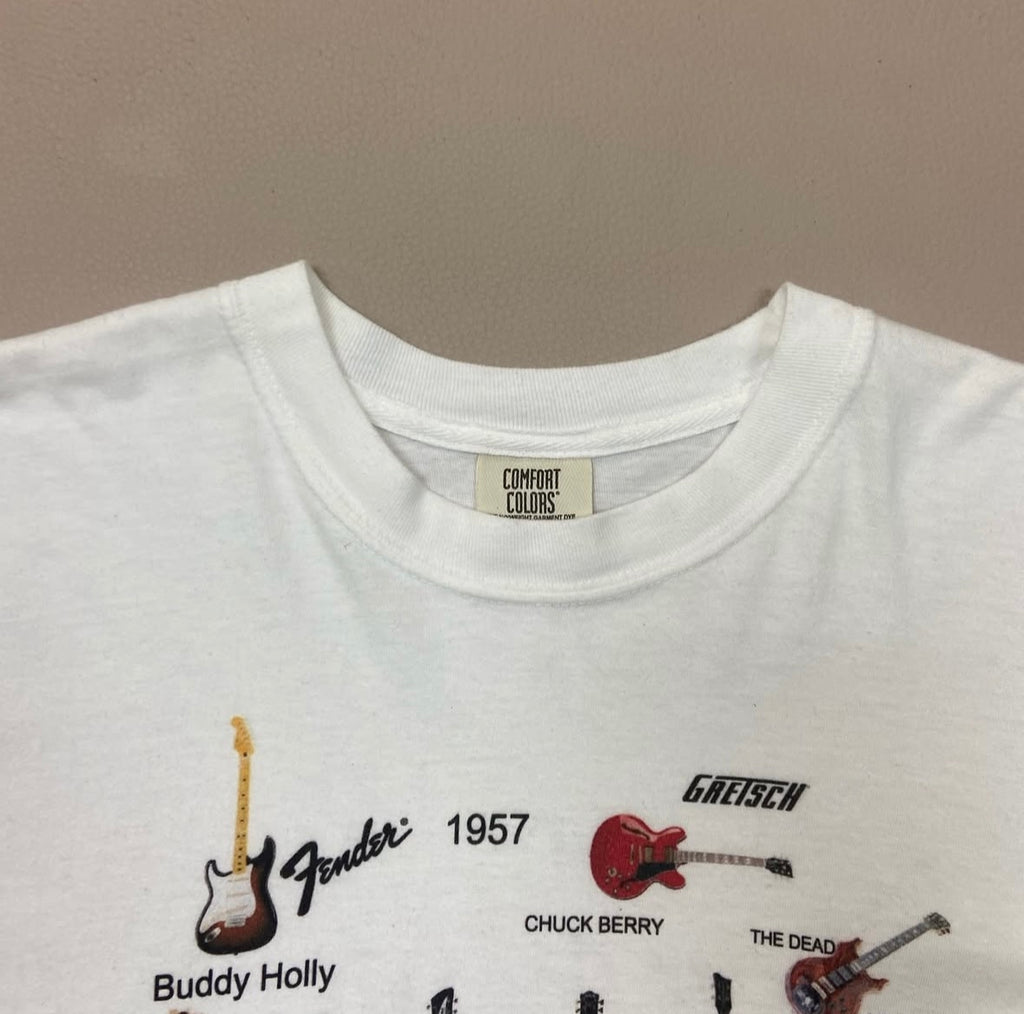 COMFORT
COLORS®
GRETSCH
Fender®
1957
CHUCK BERRY
THE DEAD
Buddy Holly